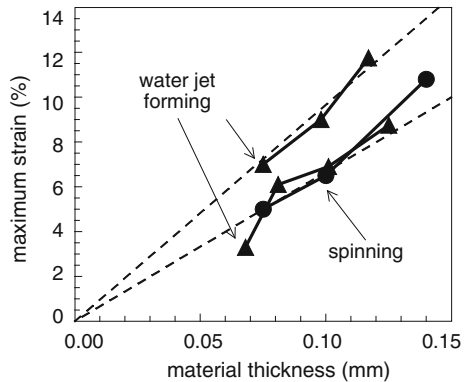 maximum strain (%)
14
12
10
8
6
4
2
0
water jet
forming
spinning
0.00
0.05
0.10
0.15
material thickness (mm)